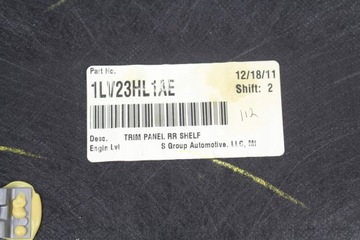 Part No.
1LV23HL1AE
12/18/11
Shift: 2
112
Desc. TRIM PANEL RR SHELF
Engin Lvl S Group Automotive, LLC, MI